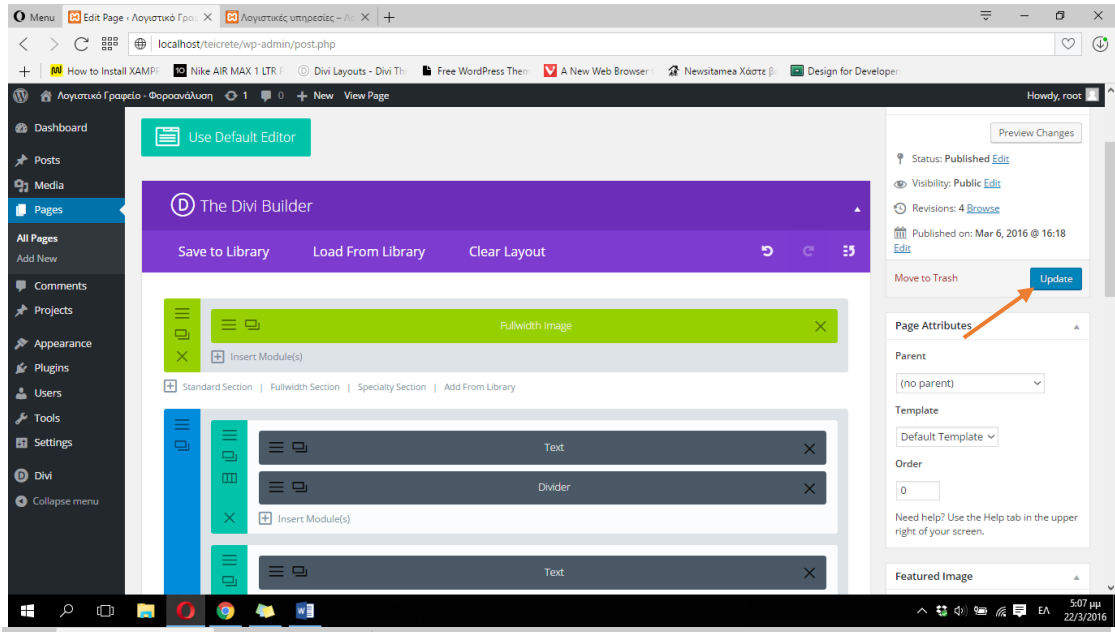 Menu
Edit Page ‹ Λογιστικό Γρα
Λογιστικές υπηρεσίες – Λο
localhost/teicrete/wp-admin/post.php
How to Install XAMPP
Nike AIR MAX 1 LTR
Divi Layouts - Divi Th
Free WordPress Them
A New Web Browser
Newsitamea Χάστε β
Design for Developer
Λογιστικό Γραφείο - Φοροανάλυση 1 0 + New View Page
Howdy, root
Dashboard
Posts
Media
Pages
All Pages
Add New
Comments
Projects
Appearance
Plugins
Users
Tools
Settings
Divi
Collapse menu
Use Default Editor
The Divi Builder
Save to Library Load From Library Clear Layout
Fullwidth Image
Insert Module(s)
Standard Section | Fullwidth Section | Specialty Section | Add From Library
Text
Divider
Insert Module(s)
Text
Preview Changes
Status: Published Edit
Visibility: Public Edit
Revisions: 4 Browse
Published on: Mar 6, 2016 @ 16:18
Edit
Move to Trash
Update
Page Attributes
Parent
(no parent)
Template
Default Template
Order
0
Need help? Use the Help tab in the upper
right of your screen.
Featured Image
ΕΛ
5:07 μμ
22/3/2016